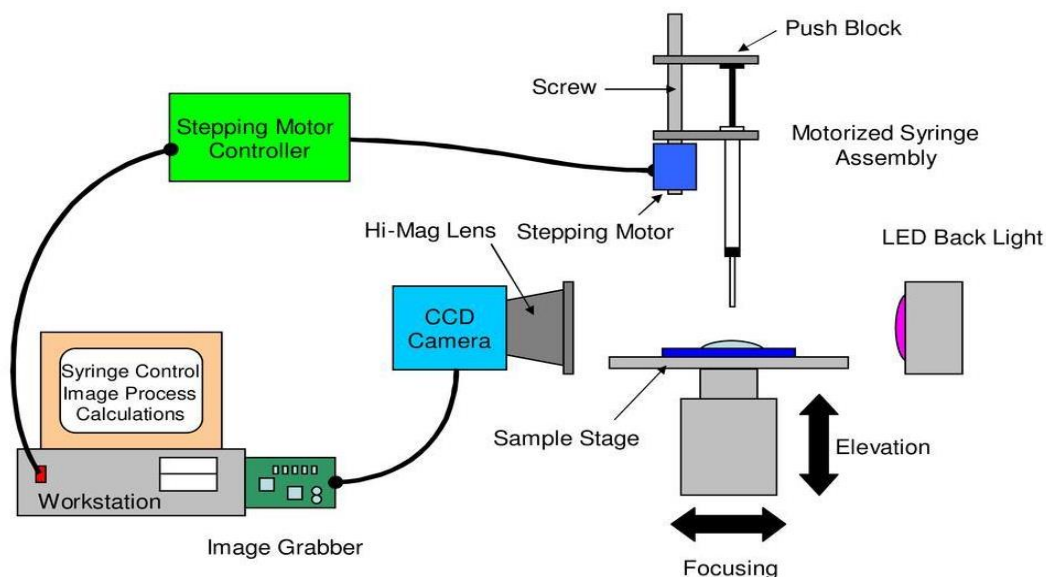 Push Block
Screw
Stepping Motor
Controller
Motorized Syringe
Assembly
Hi-Mag Lens
Stepping Motor
LED Back Light
CCD
Camera
Syringe Control
Image Process
Calculations
Sample Stage
Elevation
Workstation
Image Grabber
Focusing